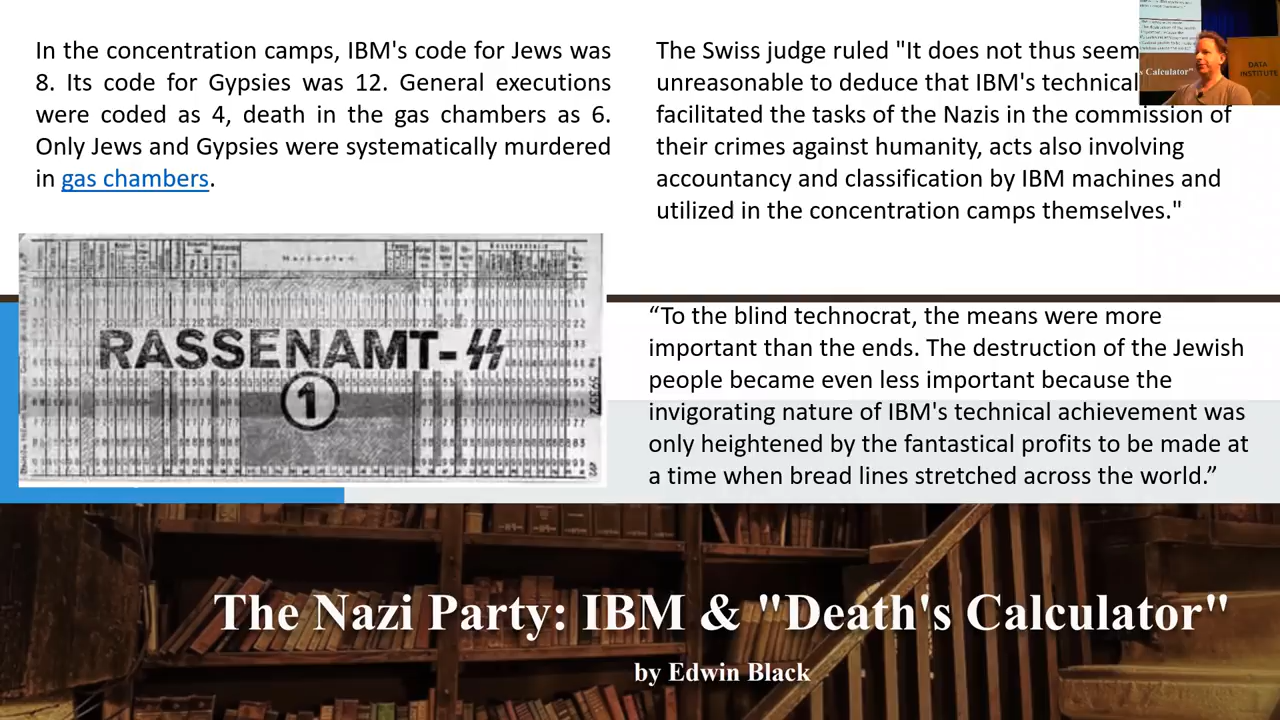 In the concentration camps, IBM's code for Jews was
8. Its code for Gypsies was 12. General executions
were coded as 4, death in the gas chambers as 6.
Only Jews and Gypsies were systematically murdered
in gas chambers.
The Swiss judge ruled "It does not thus seem
unreasonable to deduce that IBM's technical
facilitated the tasks of the Nazis in the commission of
their crimes against humanity, acts also involving
accountancy and classification by IBM machines and
utilized in the concentration camps themselves."
s Calculator"
DATA
INSTITUTE
RASSENAMT-SS
1
“To the blind technocrat, the means were more
important than the ends. The destruction of the Jewish
people became even less important because the
invigorating nature of IBM's technical achievement was
only heightened by the fantastical profits to be made at
a time when bread lines stretched across the world.”
The Nazi Party: IBM & "Death's Calculator"
by Edwin Black